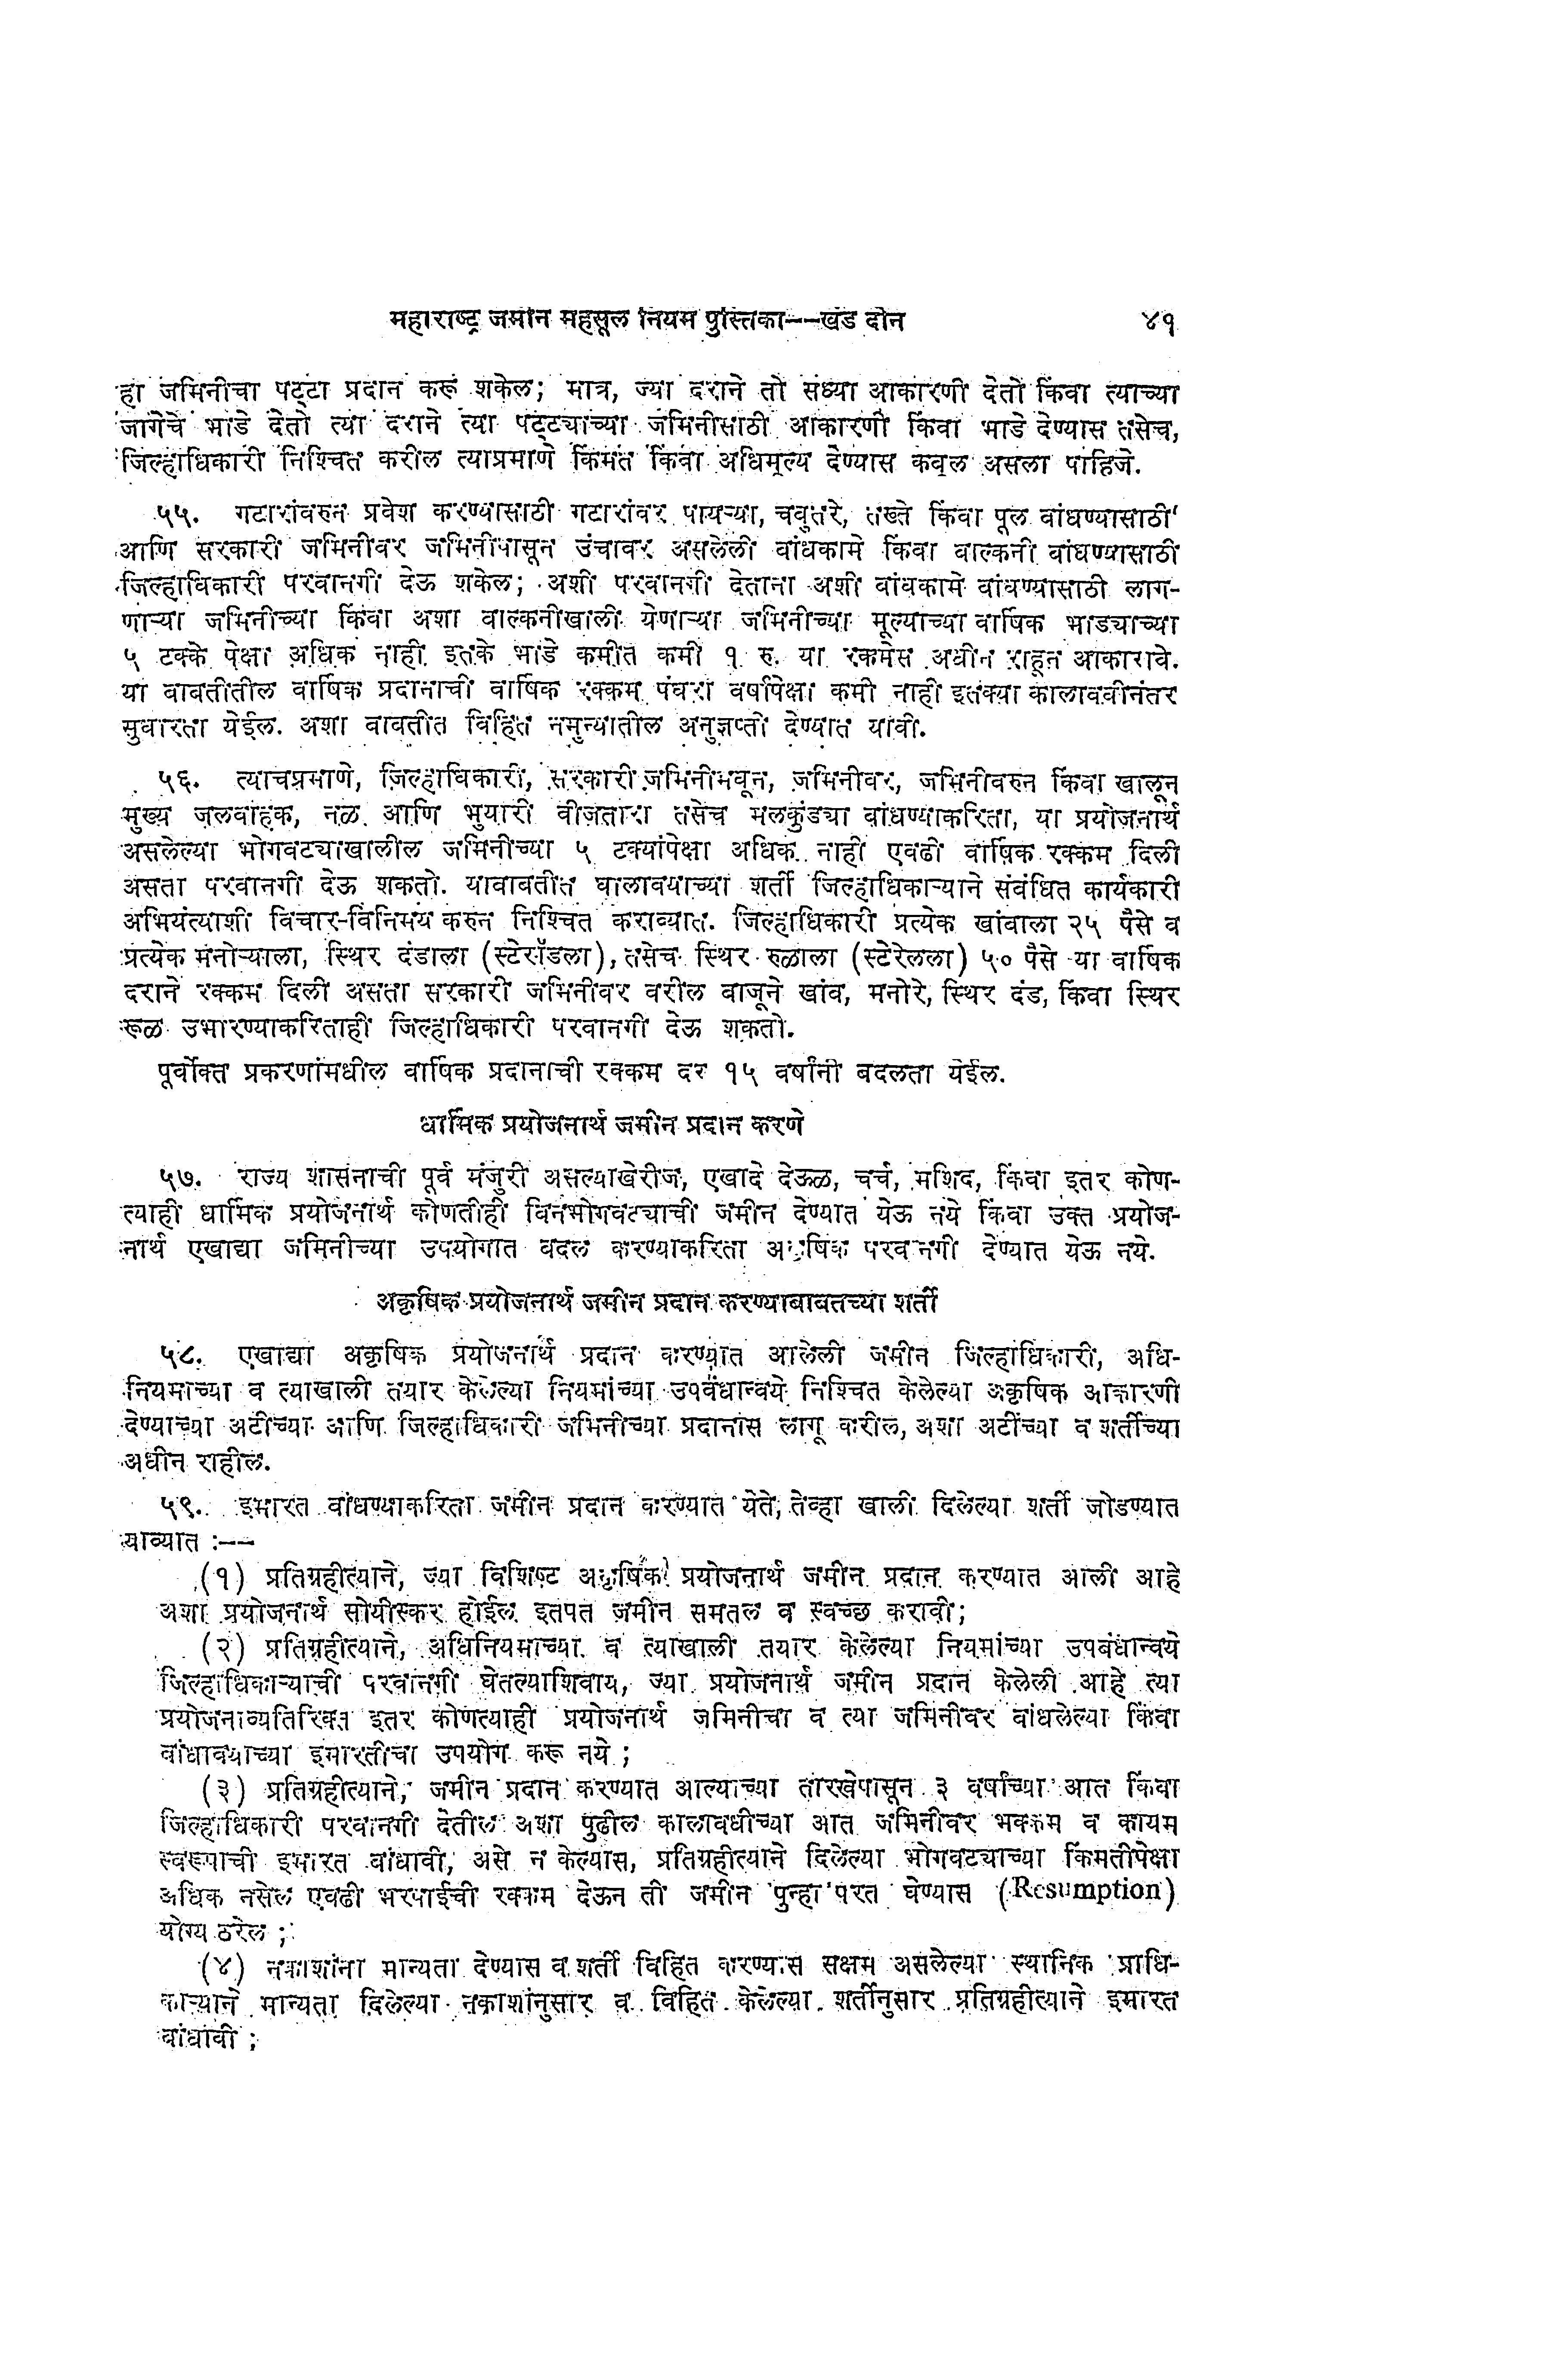 महाराष्ट्र जमीन महसूल नियम पुस्तिका--खंड दोन ४१
हा जमिनीचा पट्टा प्रदान करू शकेल; मात्र, ज्या दराने तो सध्या आकारणी देतो किंवा त्याच्या
जागेचे भाडे देतो त्या दराने त्या पट्ट्याच्या जमिनीसाठी आकारणी किंवा भाडे देण्यास तसेच,
जिल्हाधिकारी निश्चित करील त्याप्रमाणे किंमत किंवा अधिमूल्य देण्यास कबूल असला पाहिजे.
५५. गटारांवरुन प्रवेश करण्यासाठी गटारांवर पायऱ्या, चबुतरे, तख्ते किंवा पूल बांधण्यासाठी
आणि सरकारी जमिनीवर जमिनीपासून उंचावर असलेली बांधकामे किंवा बाल्कनी बांधण्यासाठी
जिल्हाधिकारी परवानगी देऊ शकेल; अशी परवानगी देताना अशी बांधकामे बांधण्यासाठी लाग-
णाऱ्या जमिनीच्या किंवा अशा बाल्कनीखाली येणाऱ्या जमिनीच्या मूल्याच्या वार्षिक भाड्याच्या
५ टक्के पेक्षा अधिक नाही इतके भाडे कमीत कमी १ रु. या रकमेस अधीन राहून आकारावे.
या बाबतीतील वार्षिक प्रदानाची वार्षिक रक्कम पंधरा वर्षांपेक्षा कमी नाही इतक्या कालावधीनंतर
सुधारता येईल. अशा बाबतीत विहित नमुन्यातील अनुज्ञप्ती देण्यात यावी.
५६. त्याचप्रमाणे, जिल्हाधिकारी, सरकारी जमिनीमधून, जमिनीवर, जमिनीवरुन किंवा खालून
मुख्य जलवाहक, नळ आणि भुयारी वीजतारा तसेच मलकुंड्या बांधण्याकरिता, या प्रयोजनार्थ
असलेल्या भोगवट्याखालील जमिनीच्या ५ टक्यांपेक्षा अधिक नाही एवढी वार्षिक रक्कम दिली
असता परवानगी देऊ शकतो. याबाबतीत घालावयाच्या शर्ती जिल्हाधिकाऱ्याने संबंधित कार्यकारी
अभियंत्याशी विचार-विनिमय करुन निश्चित कराव्यात. जिल्हाधिकारी प्रत्येक खांबाला २५ पैसे व
प्रत्येक मनोऱ्याला, स्थिर दंडाला (स्टेरॉडला), तसेच स्थिर रुळाला (स्टेरेलला) ५० पैसे या वार्षिक
दराने रक्कम दिली असता सरकारी जमिनीवर वरील बाजूने खांब, मनोरे, स्थिर दंड, किंवा स्थिर
रूळ उभारण्याकरिताही जिल्हाधिकारी परवानगी देऊ शकतो.
पूर्वोक्त प्रकरणांमधील वार्षिक प्रदानाची रक्कम दर १५ वर्षांनी बदलता येईल.
धार्मिक प्रयोजनार्थ जमीन प्रदान करणे
५७. राज्य शासनाची पूर्व मंजुरी असल्याखेरीज, एखादे देऊळ, चर्च, मशिद, किंवा इतर कोण-
त्याही धार्मिक प्रयोजनार्थ कोणतीही बिनभोगवट्याची जमीन देण्यात येऊ नये किंवा उक्त प्रयोज-
नार्थ एखाद्या जमिनीच्या उपयोगात बदल करण्याकरिता अकृषिक परवानगी देण्यात येऊ नये.
अकृषिक प्रयोजनार्थ जमीन प्रदान करण्याबाबतच्या शर्ती
५८. एखाद्या अकृषिक प्रयोजनार्थ प्रदान करण्यात आलेली जमीन जिल्हाधिकारी, अधि-
नियमाच्या व त्याखाली तयार केलेल्या नियमांच्या उपबंधान्वये निश्चित केलेल्या अकृषिक आकारणी
देण्याच्या अटीच्या आणि जिल्हाधिकारी जमिनीच्या प्रदानांस लागू करील, अशा अटींच्या व शर्तीच्या
अधीन राहील.
५९. इमारत बांधण्याकरिता जमीन प्रदान करण्यात येते, तेव्हा खाली दिलेल्या शर्ती जोडण्यात
याव्यात :--
(१) प्रतिग्रहीत्याने, ज्या विशिष्ट अकृषिक प्रयोजनार्थ जमीन प्रदान करण्यात आली आहे
अशा प्रयोजनार्थ सोयीस्कर होईल इतपत जमीन समतल व स्वच्छ करावी;
(२) प्रतिग्रहीत्याने, अधिनियमाच्या व त्याखाली तयार केलेल्या नियमांच्या उपबंधान्वये
जिल्हाधिकाऱ्याची परवानगी घेतल्याशिवाय, ज्या प्रयोजनार्थ जमीन प्रदान केलेली आहे त्या
प्रयोजनाव्यतिरिक्त इतर कोणत्याही प्रयोजनार्थ जमिनीचा व त्या जमिनीवर बांधलेल्या किंवा
बांधावयाच्या इमारतीचा उपयोग करू नये ;
(३) प्रतिग्रहीत्याने, जमीन प्रदान करण्यात आल्याच्या तारखेपासून ३ वर्षांच्या आत किंवा
जिल्हाधिकारी परवानगी देतील अशा पुढील कालावधीच्या आत जमिनीवर भक्कम व कायम
स्वरूपाची इमारत बांधावी, असे न केल्यास, प्रतिग्रहीत्याने दिलेल्या भोगवट्याच्या किंमतीपेक्षा
अधिक नसेल एवढी भरपाईची रक्कम देऊन ती जमीन पुन्हा परत घेण्यास (Resumption)
योग्य ठरेल ;
(४) नकाशांना मान्यता देण्यास व शर्ती विहित करण्यास सक्षम असलेल्या स्थानिक प्राधि-
काऱ्याने मान्यता दिलेल्या नकाशांनुसार व विहित केलेल्या शर्तीनुसार प्रतिग्रहीत्याने इमारत
बांधावी ;